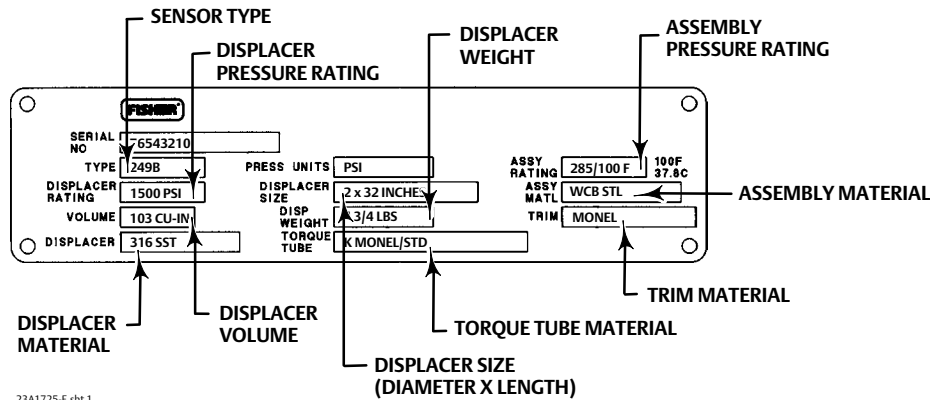 SENSOR TYPE
DISPLACER
PRESSURE RATING
DISPLACER
WEIGHT
ASSEMBLY
PRESSURE RATING
FISHER
SERIAL
NO
6543210
TYPE
249B
PRESS UNITS
PSI
ASSY
RATING
285/100 F
100F
37.8C
DISPLACER
RATING
1500 PSI
DISPLACER
SIZE
2 x 32 INCHES
ASSY
MATL
WCB STL
ASSEMBLY MATERIAL
VOLUME
103 CU-IN
DISP
WEIGHT
3/4 LBS
TRIM
MONEL
DISPLACER
316 SST
TORQUE
TUBE
K MONEL/STD
TRIM MATERIAL
DISPLACER
MATERIAL
DISPLACER
VOLUME
TORQUE TUBE MATERIAL
DISPLACER SIZE
(DIAMETER X LENGTH)
23A1725-E sht 1